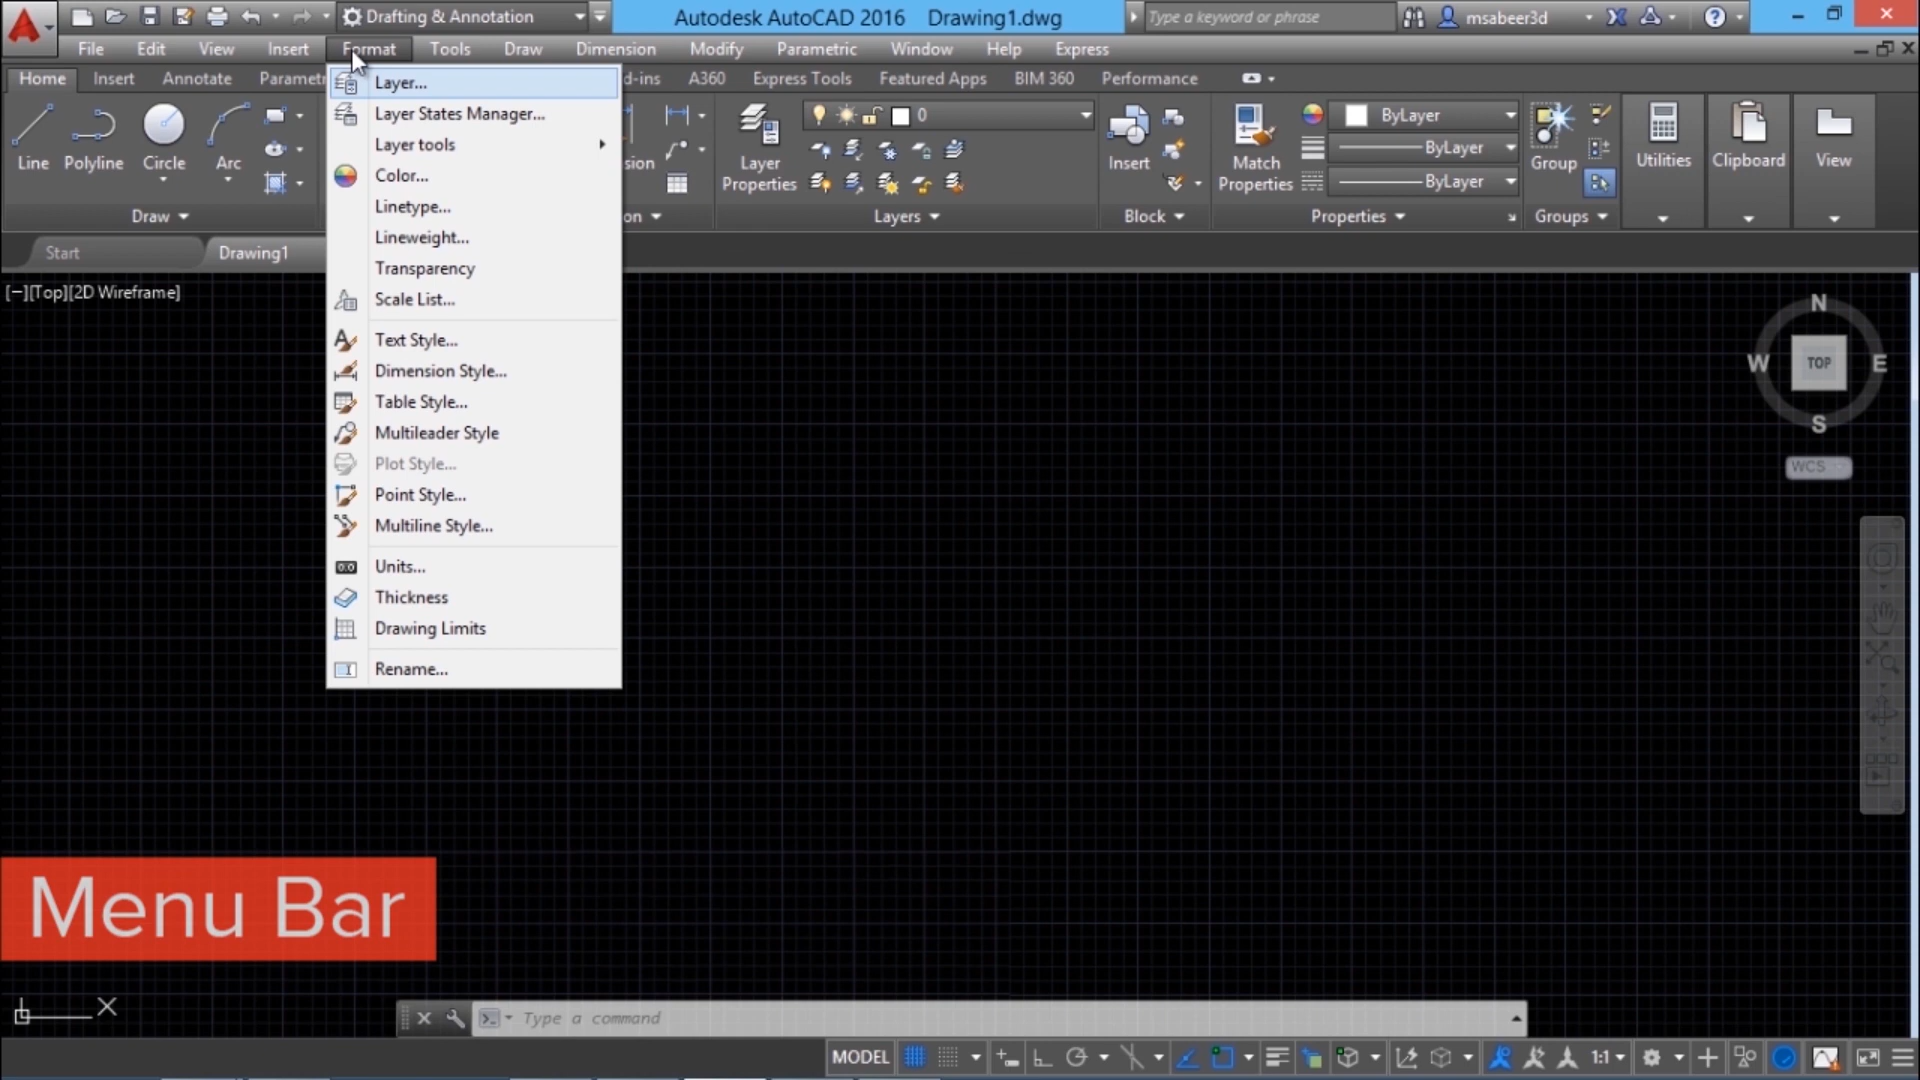 Drafting & Annotation
Autodesk AutoCAD 2016 Drawing1.dwg
Type a keyword or phrase
msabeer3d
File Edit View Insert Format Tools Draw Dimension Modify Parametric Window Help Express
Home Insert Annotate Parametr d-ins A360 Express Tools Featured Apps BIM 360 Performance
Layer...
Layer States Manager...
Layer tools
Color...
Linetype...
Lineweight...
Transparency
Scale List...
Text Style...
Dimension Style...
Table Style...
Multileader Style
Plot Style...
Point Style...
Multiline Style...
Units...
Thickness
Drawing Limits
Rename...
Line Polyline Circle Arc
Draw
sion
on
Layer
Properties
0
Layers
Insert
Block
Match
Properties
ByLayer
ByLayer
ByLayer
Properties
Group
Groups
Utilities
Clipboard
View
Start Drawing1
[−][Top][2D Wireframe]
N
W TOP E
S
WCS
Menu Bar
X
Type a command
MODEL
1:1